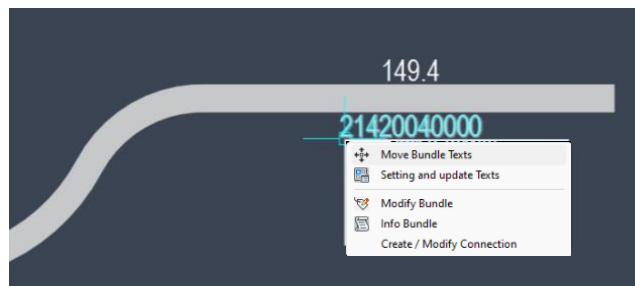 149.4
21420040000
Move Bundle Texts
Setting and update Texts
Modify Bundle
Info Bundle
Create / Modify Connection